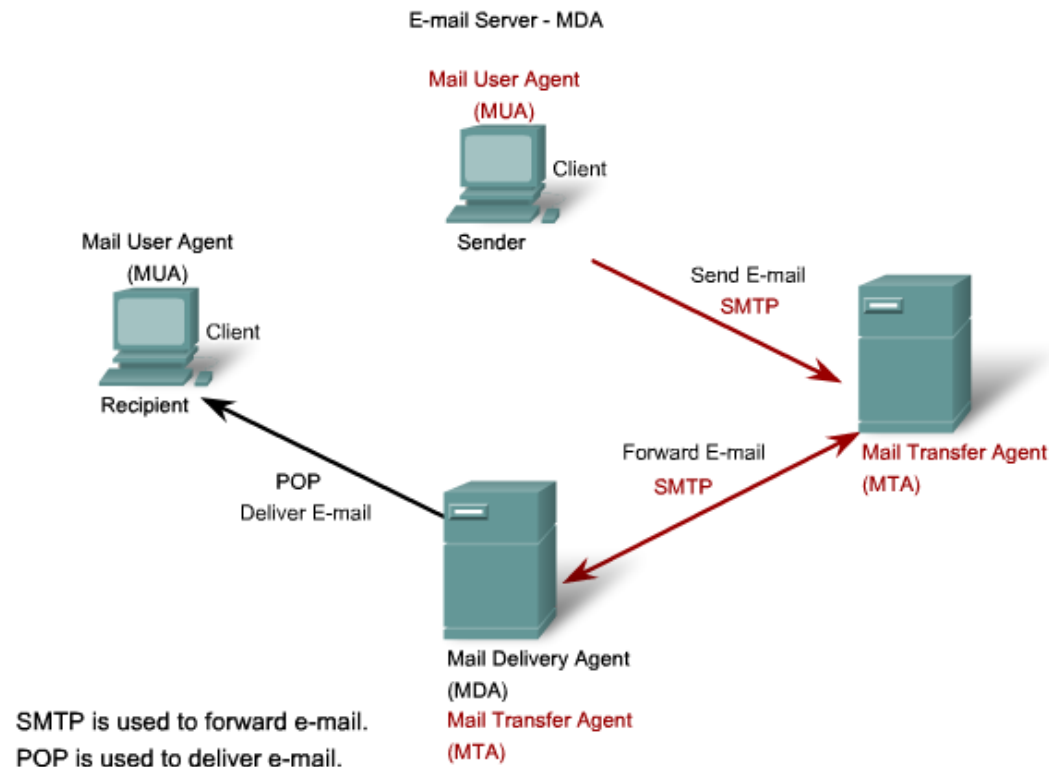 E-mail Server - MDA
Mail User Agent
(MUA)
Client
Sender
Mail User Agent
(MUA)
Client
Recipient
Send E-mail
SMTP
Forward E-mail
SMTP
Mail Transfer Agent
(MTA)
POP
Deliver E-mail
Mail Delivery Agent
(MDA)
Mail Transfer Agent
(MTA)
SMTP is used to forward e-mail.
POP is used to deliver e-mail.